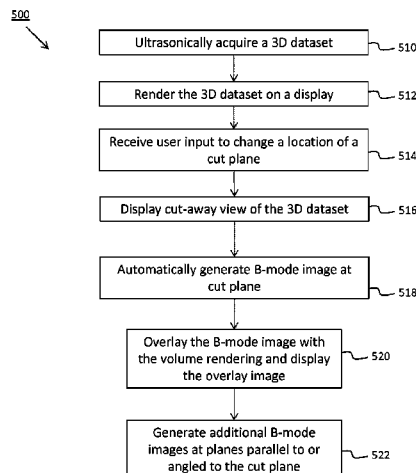 500
Ultrasonically acquire a 3D dataset
510
Render the 3D dataset on a display
512
Receive user input to change a location of a
cut plane
514
Display cut-away view of the 3D dataset
516
Automatically generate B-mode image at
cut plane
518
Overlay the B-mode image with
the volume rendering and display
the overlay image
520
Generate additional B-mode
images at planes parallel to or
angled to the cut plane
522